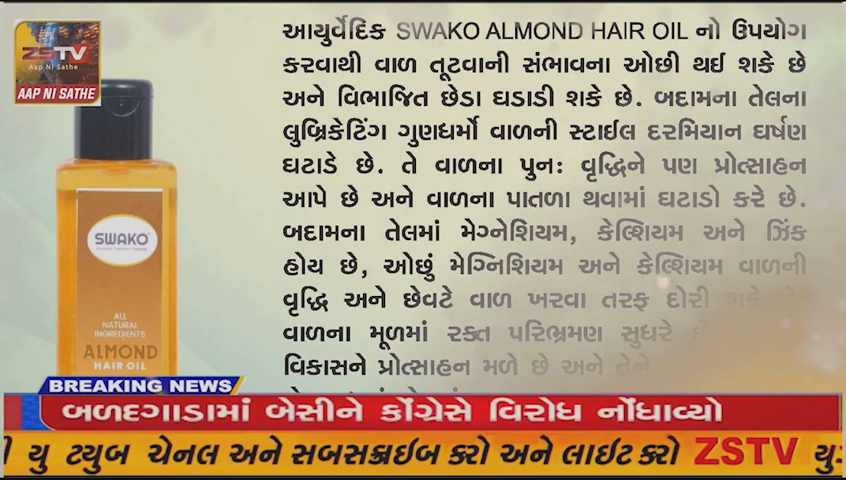 ZSTV
Aap Ni Sathe
AAP NI SATHE
આયુર્વેદિક SWAKO ALMOND HAIR OIL નો ઉપયોગ
કરવાથી વાળ તૂટવાની સંભાવના ઓછી થઈ શકે છે
અને વિભાજિત છેડા ઘડાડી શકે છે. બદામના તેલના
લુબ્રિકેટિંગ ગુણધર્મો વાળની સ્ટાઈલ દરમિયાન ઘર્ષણ
ઘટાડે છે. તે વાળના પુનઃ વૃદ્ધિને પણ પ્રોત્સાહન
આપે છે અને વાળના પાતળા થવામાં ઘટાડો કરે છે.
બદામના તેલમાં મેગ્નેશિયમ, કેલ્શિયમ અને ઝિંક
હોય છે, ઓછું મેગ્નિશિયમ અને કેલ્શિયમ વાળની
વૃદ્ધિ અને છેવટે વાળ ખરવા તરફ દોરી
વાળના મૂળમાં રક્ત પરિભ્રમણ સુધરે
વિકાસને પ્રોત્સાહન મળે છે અને તેને
SWAKO
ALL
NATURAL
INGREDIENTS
ALMOND
HAIR OIL
BREAKING NEWS
બળદગાડામાં બેસીને કોંગ્રેસે વિરોધ નોંધાવ્યો
યુ ટ્યુબ ચેનલ અને સબસક્રાઇબ કરો અને લાઇટ કરો ZSTV